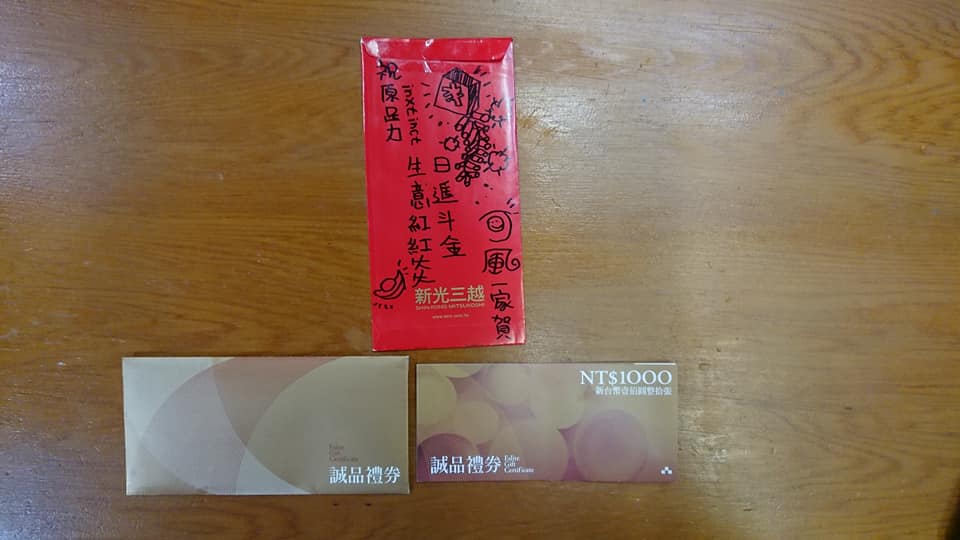 祝原品力
inxtinct
生意紅紅火火
日進斗金
可風一家賀
新光三越
SHIN KONG MITSUKOSHI
Eslite
Gift
Certificate
誠品禮券
NT$1000
新台幣壹佰圓整拾張
誠品禮券
Eslite
Gift
Certificate